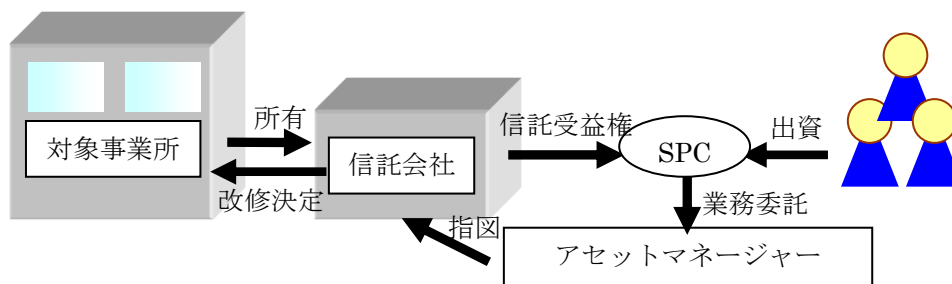 所有
対象事業所
信託会社
信託受益権
SPC
出資
改修決定
指図
業務委託
アセットマネージャー